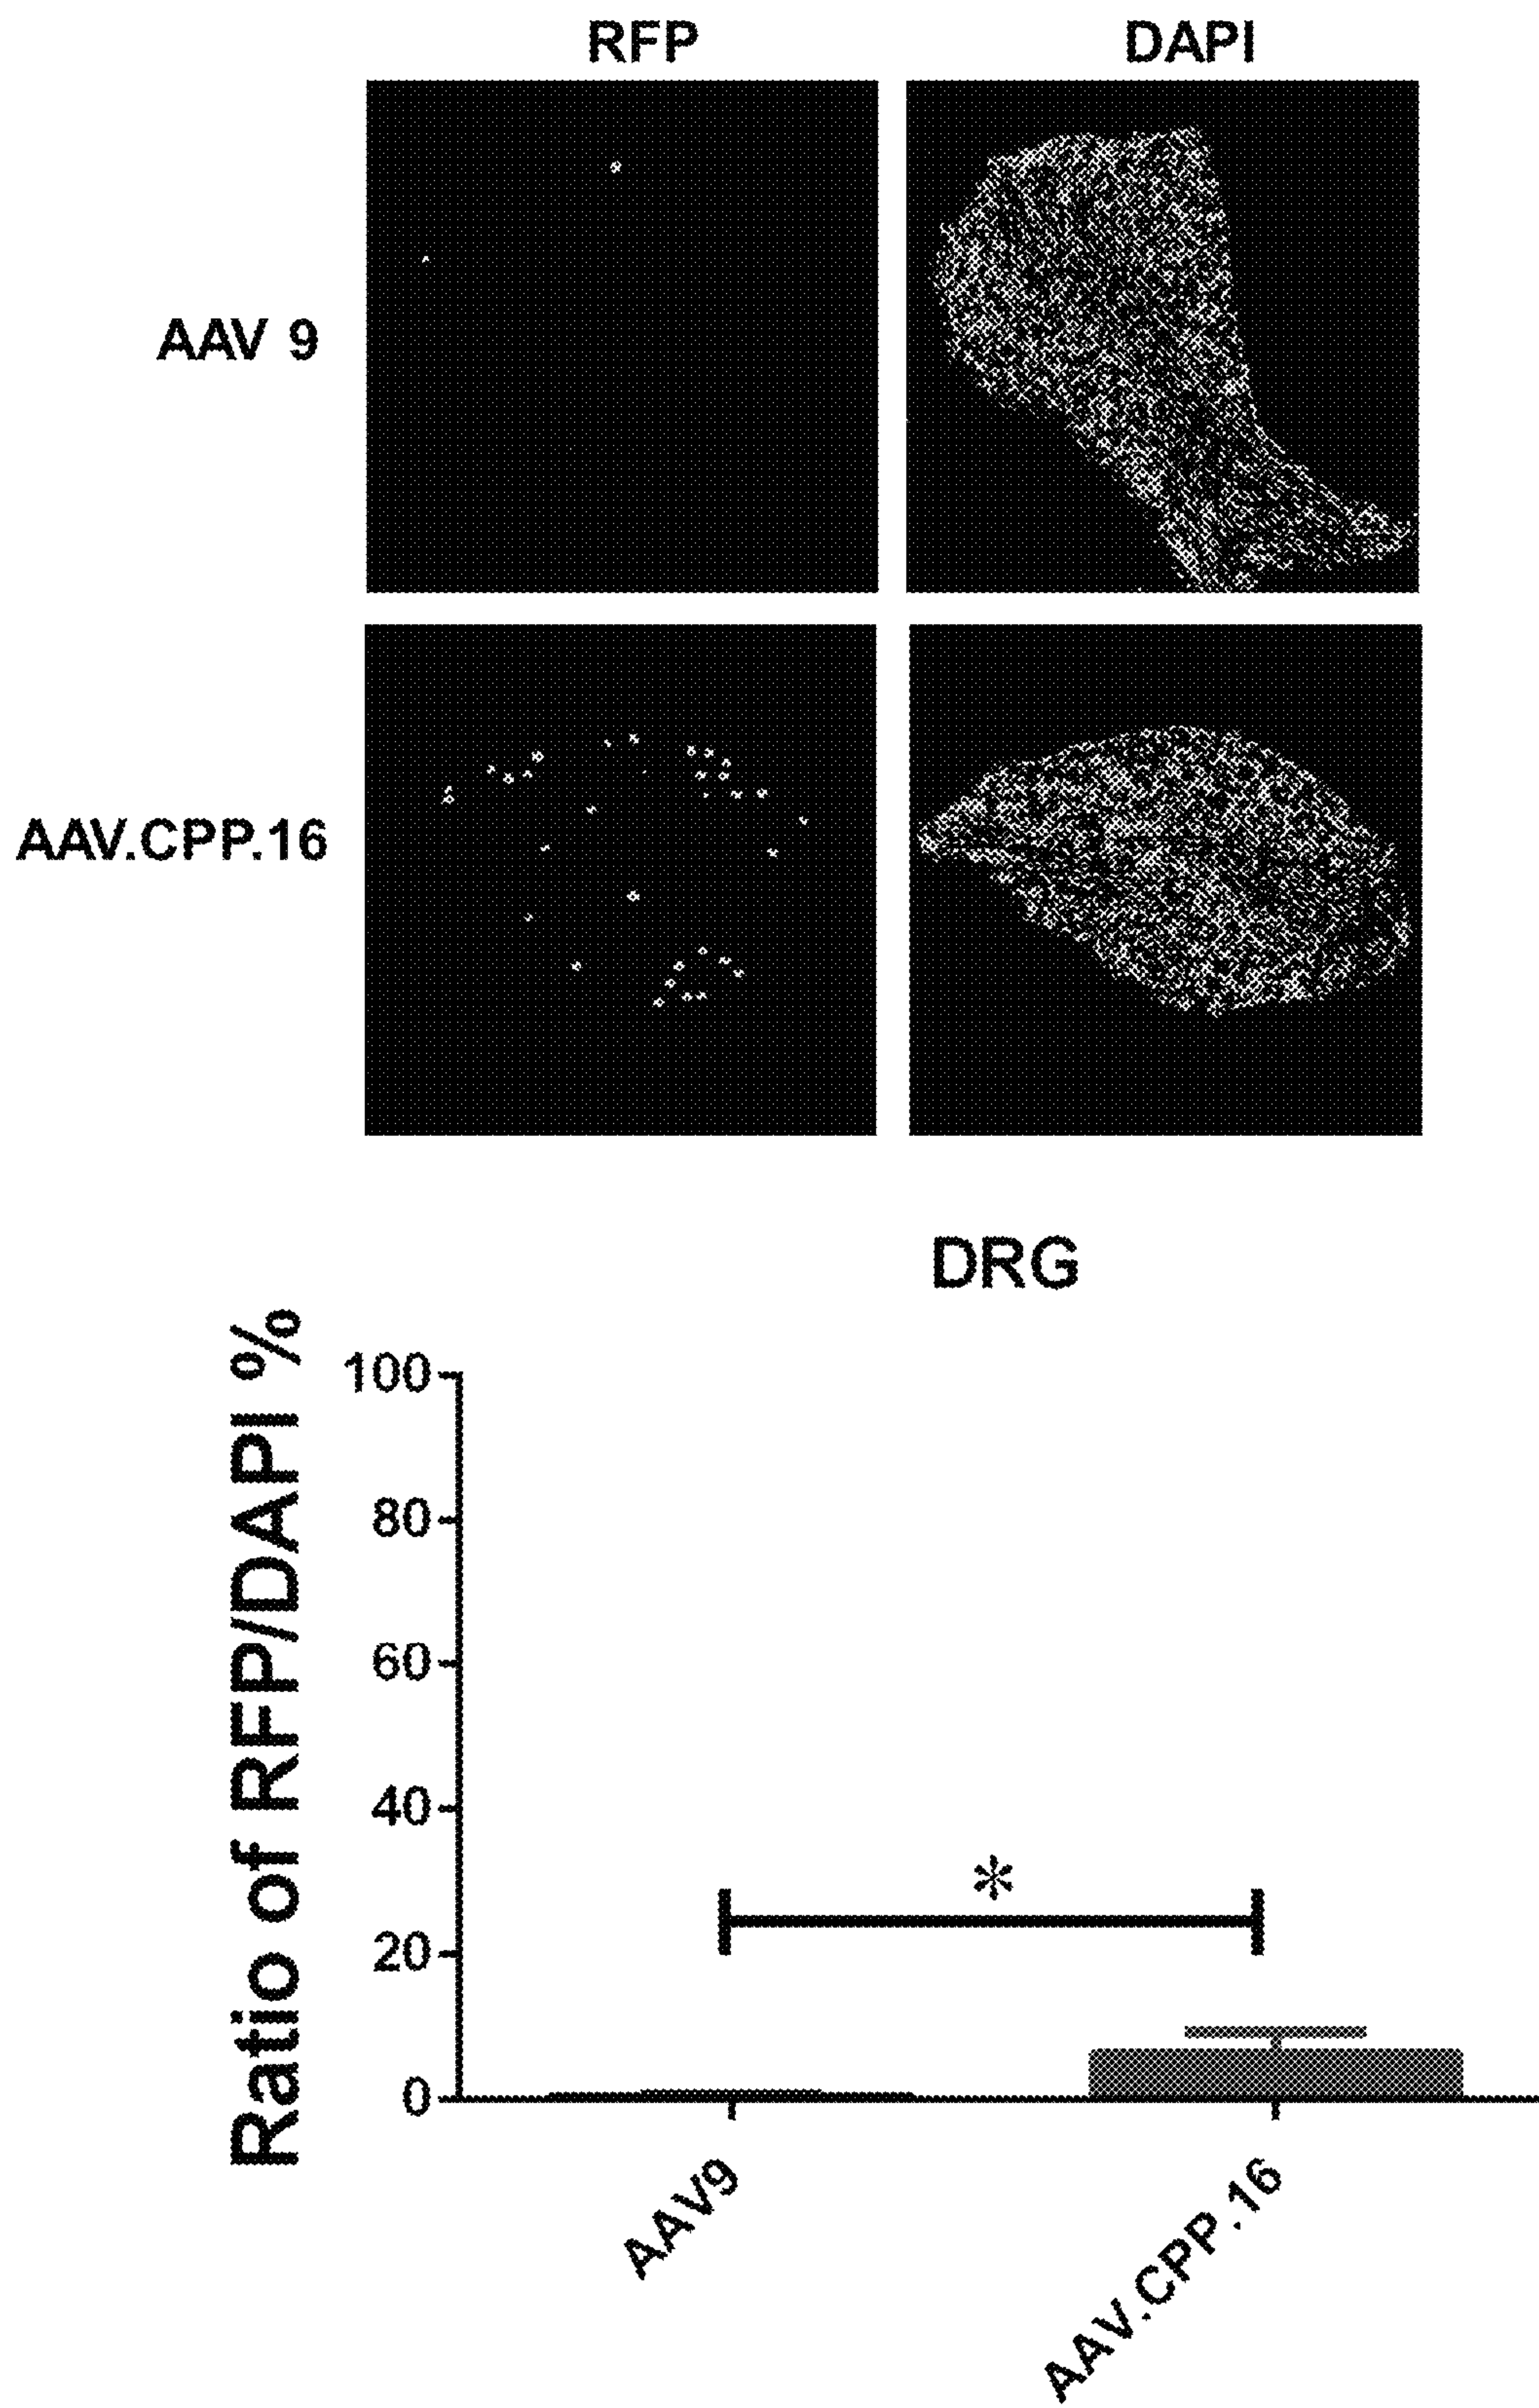 RFP DAPI
AAV 9
AAV.CPP.16
DRG
Ratio of RFP/DAPI %
100
80
60
40
*
20
0
AAV9
AAV.CPP.16